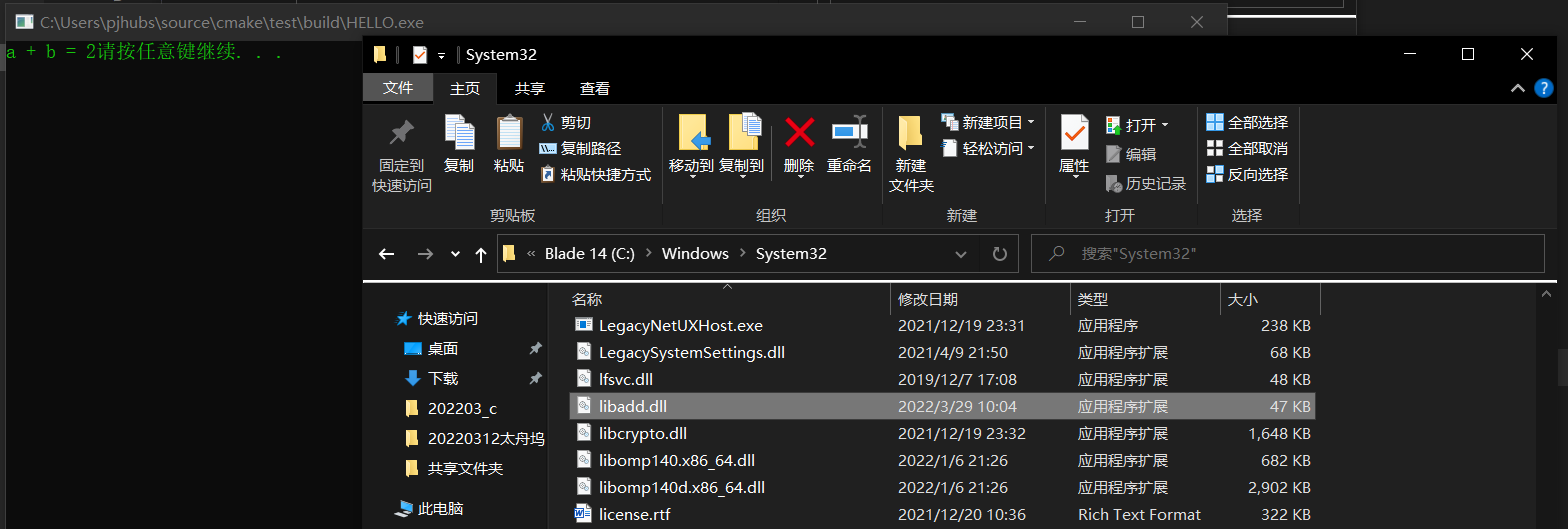 C:\Users\pjhubs\source\cmake\test\build\HELLO.exe
a + b = 2请按任意键继续. . .
System32
文件 主页 共享 查看
固定到
快速访问
复制
粘贴
剪切
复制路径
粘贴快捷方式
移动到 复制到 删除 重命名
新建
文件夹
新建项目
轻松访问
属性
打开
编辑
历史记录
全部选择
全部取消
反向选择
剪贴板 组织 新建 打开 选择
« Blade 14 (C:) Windows System32
搜索"System32"
快速访问
桌面
下载
202203_c
20220312太舟坞
共享文件夹
此电脑
名称 修改日期 类型 大小
LegacyNetUXHost.exe 2021/12/19 23:31 应用程序 238 KB
LegacySystemSettings.dll 2021/4/9 21:50 应用程序扩展 68 KB
lfsvc.dll 2019/12/7 17:08 应用程序扩展 48 KB
libadd.dll 2022/3/29 10:04 应用程序扩展 47 KB
libcrypto.dll 2021/12/19 23:32 应用程序扩展 1,648 KB
libomp140.x86_64.dll 2022/1/6 21:26 应用程序扩展 682 KB
libomp140d.x86_64.dll 2022/1/6 21:26 应用程序扩展 2,902 KB
license.rtf 2021/12/20 10:36 Rich Text Format 322 KB